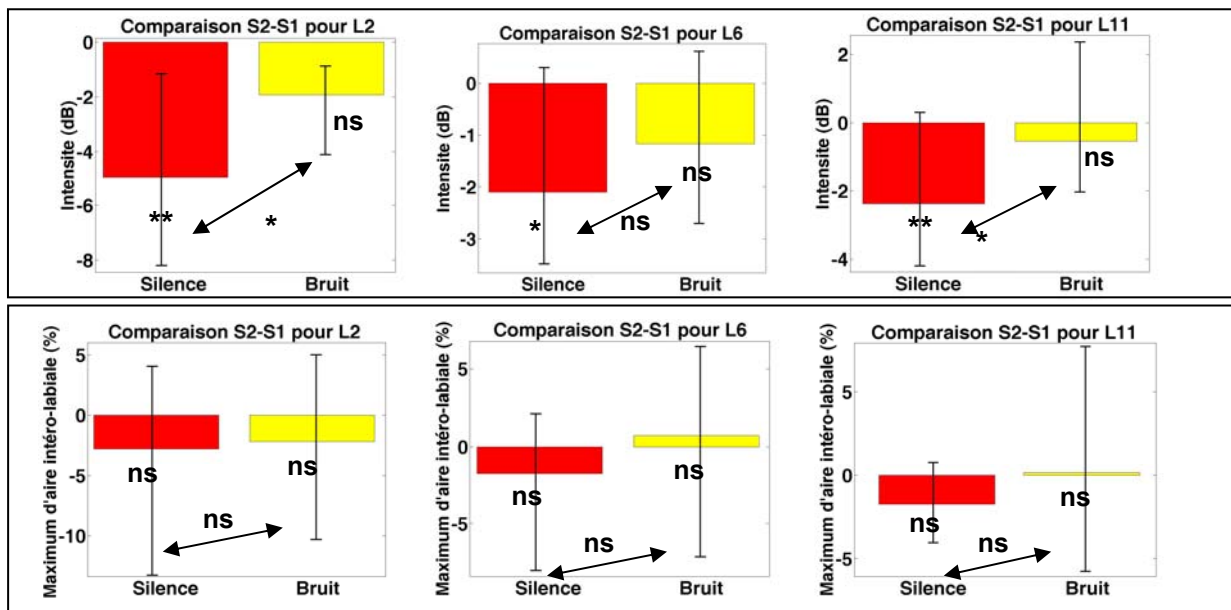 Comparaison S2-S1 pour L2
Intensite (dB)
0
-2
-4
-6
-8
ns
**
*
Silence
Bruit
Comparaison S2-S1 pour L6
Intensite (dB)
0
-1
-2
-3
ns
*
ns
Silence
Bruit
Comparaison S2-S1 pour L11
Intensite (dB)
2
0
-2
-4
ns
**
*
Silence
Bruit
Comparaison S2-S1 pour L2
Maximum d'aire intéro-labiale (%)
5
0
-5
-10
ns
ns
ns
Silence
Bruit
Comparaison S2-S1 pour L6
Maximum d'aire intéro-labiale (%)
5
0
-5
ns
ns
ns
Silence
Bruit
Comparaison S2-S1 pour L11
Maximum d'aire intéro-labiale (%)
5
0
-5
ns
ns
ns
Silence
Bruit